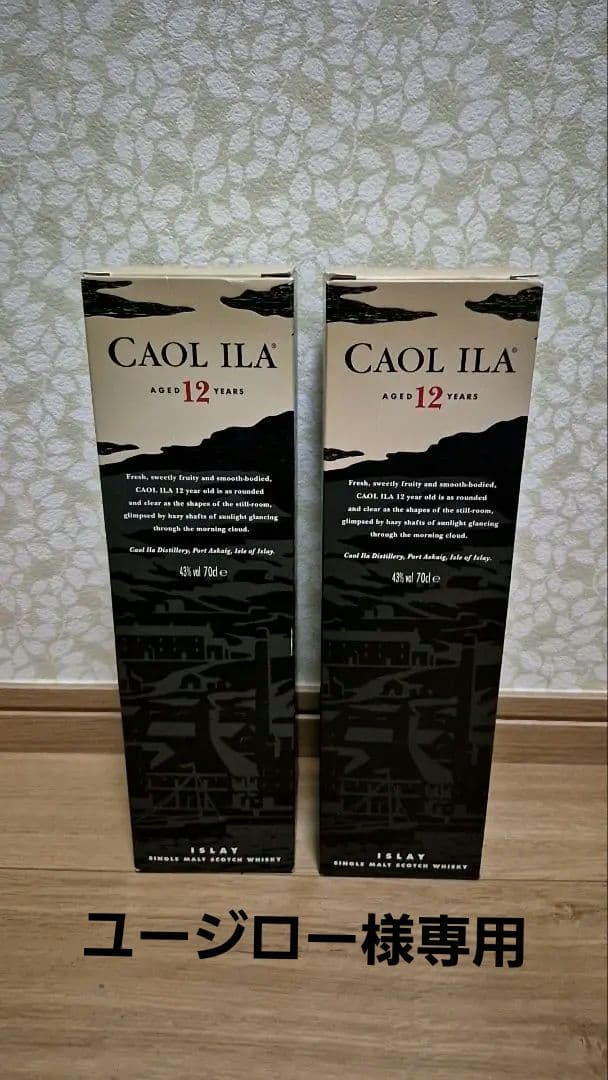 CAOL ILA®
AGED 12 YEARS
Fresh, sweetly fruity and smooth-bodied,
CAOL ILA 12 year old is as rounded
and clear as the shapes of the still-room,
glimpsed by hazy shafts of sunlight glancing
through the morning cloud.
Caol Ila Distillery, Port Askaig, Isle of Islay.
43% vol 70cl e
ISLAY
SINGLE MALT SCOTCH WHISKY
CAOL ILA®
AGED 12 YEARS
Fresh, sweetly fruity and smooth-bodied,
CAOL ILA 12 year old is as rounded
and clear as the shapes of the still-room,
glimpsed by hazy shafts of sunlight glancing
through the morning cloud.
Caol Ila Distillery, Port Askaig, Isle of Islay.
43% vol 70cl e
ISLAY
SINGLE MALT SCOTCH WHISKY
ユージロー様専用